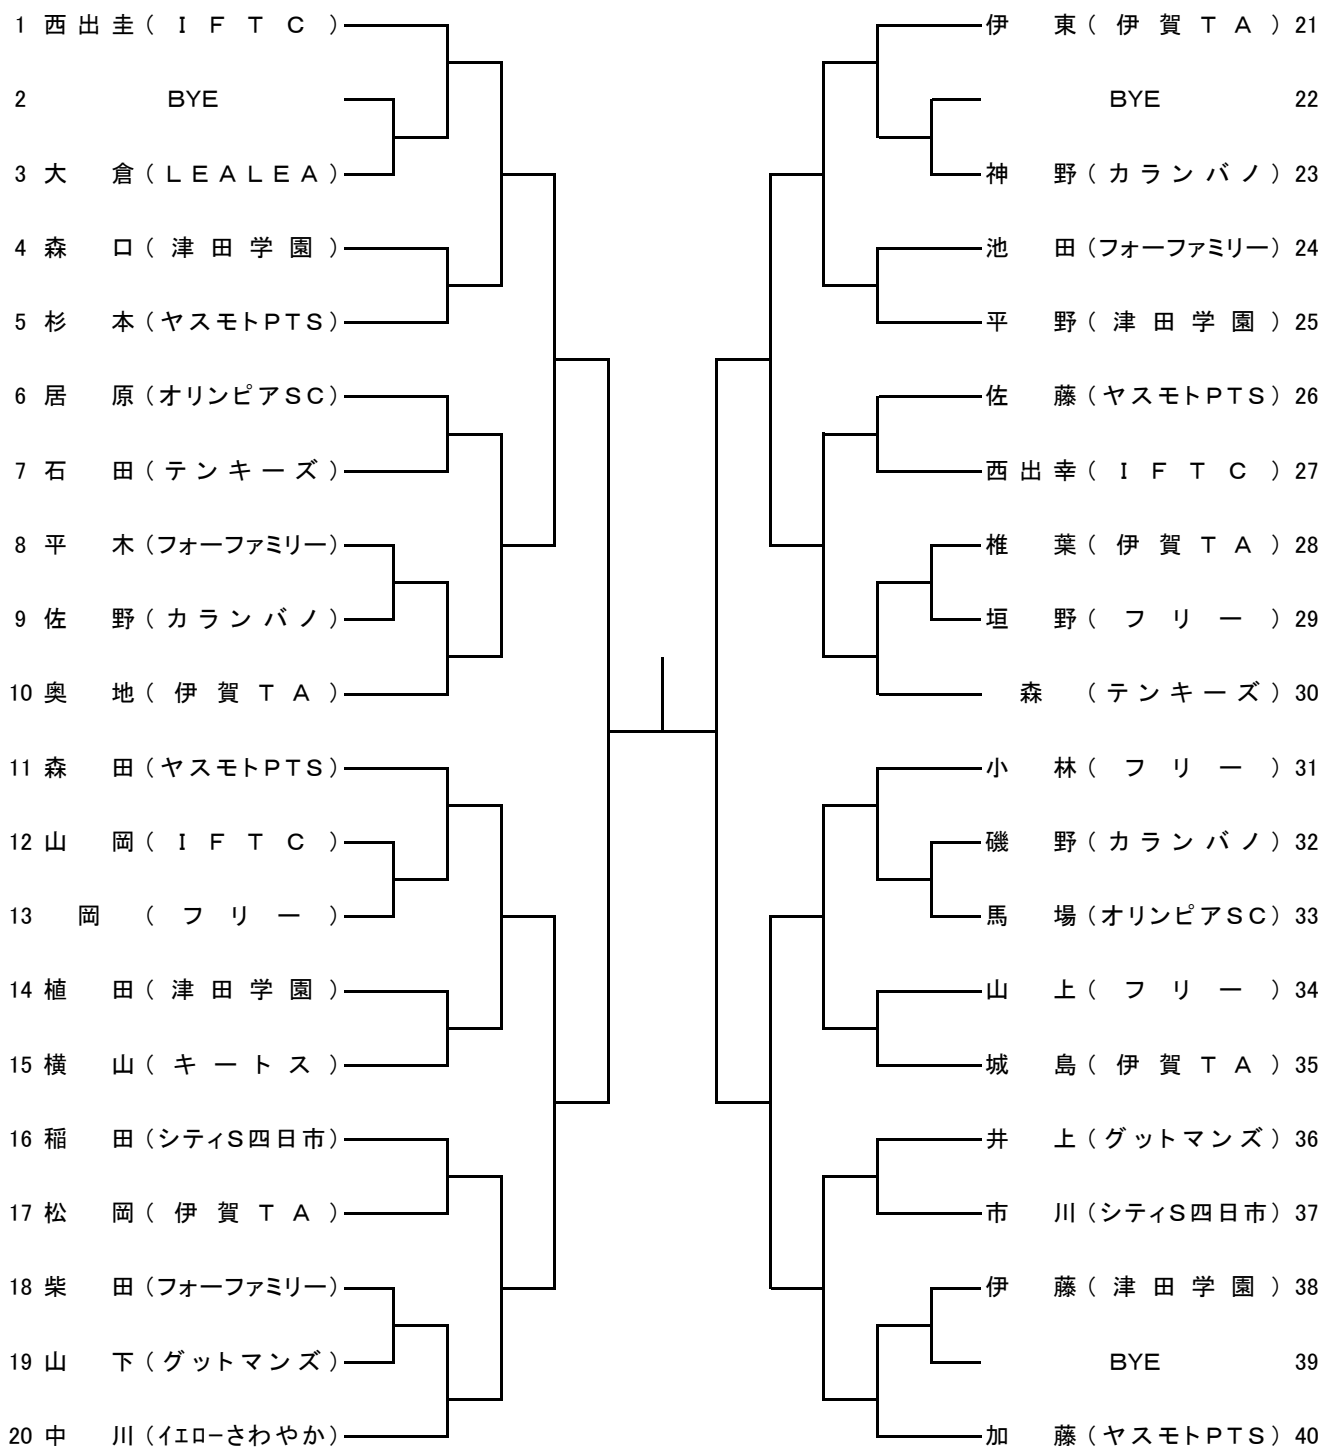 1 西出圭(ＩＦＴＣ)
2 BYE
3 大倉(ＬＥＡＬＥＡ)
4 森口(津田学園)
5 杉本(ヤスモトＰＴＳ)
6 居原(オリンピアＳＣ)
7 石田(テンキーズ)
8 平木(フォーファミリー)
9 佐野(カランバノ)
10 奥地(伊賀ＴＡ)
11 森田(ヤスモトＰＴＳ)
12 山岡(ＩＦＴＣ)
13 岡(フリー)
14 植田(津田学園)
15 横山(キートス)
16 稲田(シティS四日市)
17 松岡(伊賀ＴＡ)
18 柴田(フォーファミリー)
19 山下(グットマンズ)
20 中川(イエローさわやか)
伊東(伊賀ＴＡ) 21
BYE 22
神野(カランバノ) 23
池田(フォーファミリー) 24
平野(津田学園) 25
佐藤(ヤスモトＰＴＳ) 26
西出幸(ＩＦＴＣ) 27
椎葉(伊賀ＴＡ) 28
垣野(フリー) 29
森(テンキーズ) 30
小林(フリー) 31
磯野(カランバノ) 32
馬場(オリンピアＳＣ) 33
山上(フリー) 34
城島(伊賀ＴＡ) 35
井上(グットマンズ) 36
市川(シティS四日市) 37
伊藤(津田学園) 38
BYE 39
加藤(ヤスモトＰＴＳ) 40